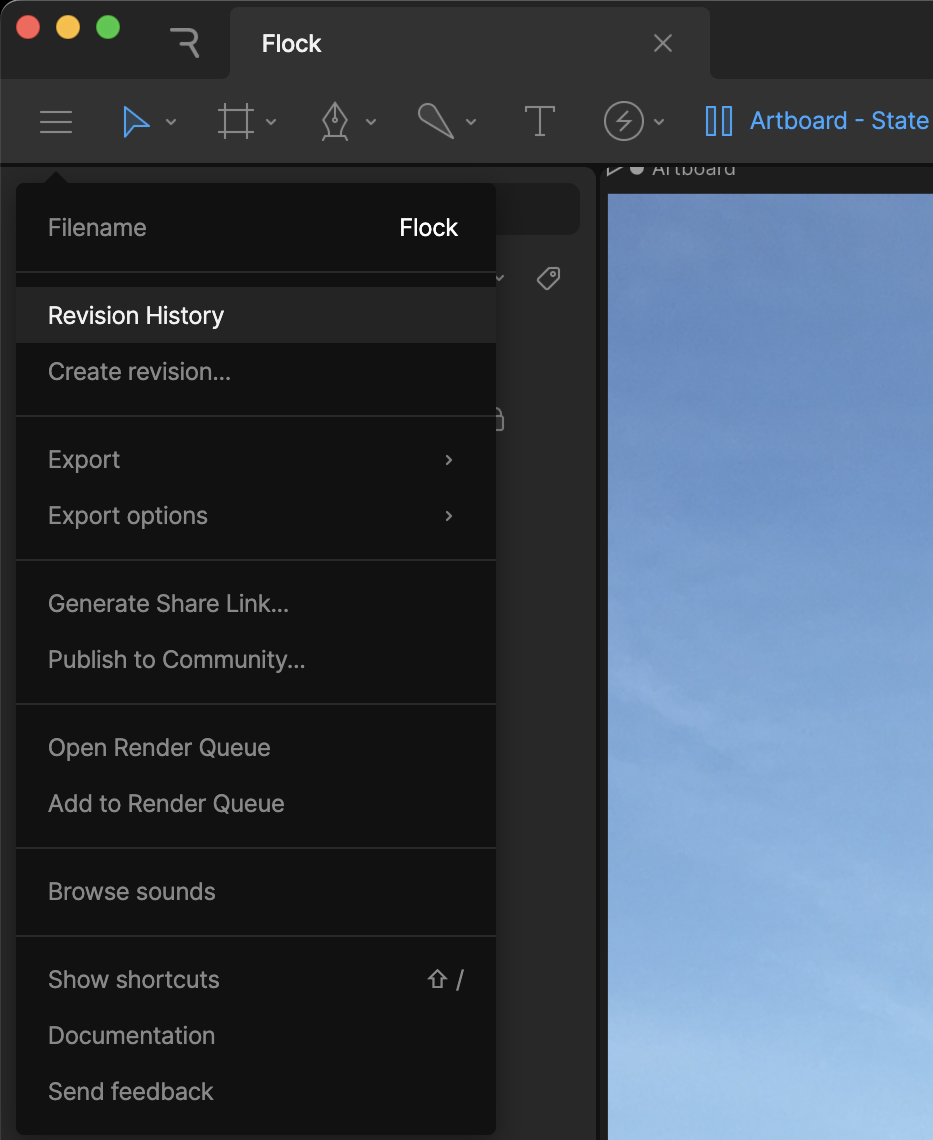 Flock
Artboard - State
Artboard
Filename Flock
Revision History
Create revision...
Export
Export options
Generate Share Link...
Publish to Community...
Open Render Queue
Add to Render Queue
Browse sounds
Show shortcuts ⇧ /
Documentation
Send feedback